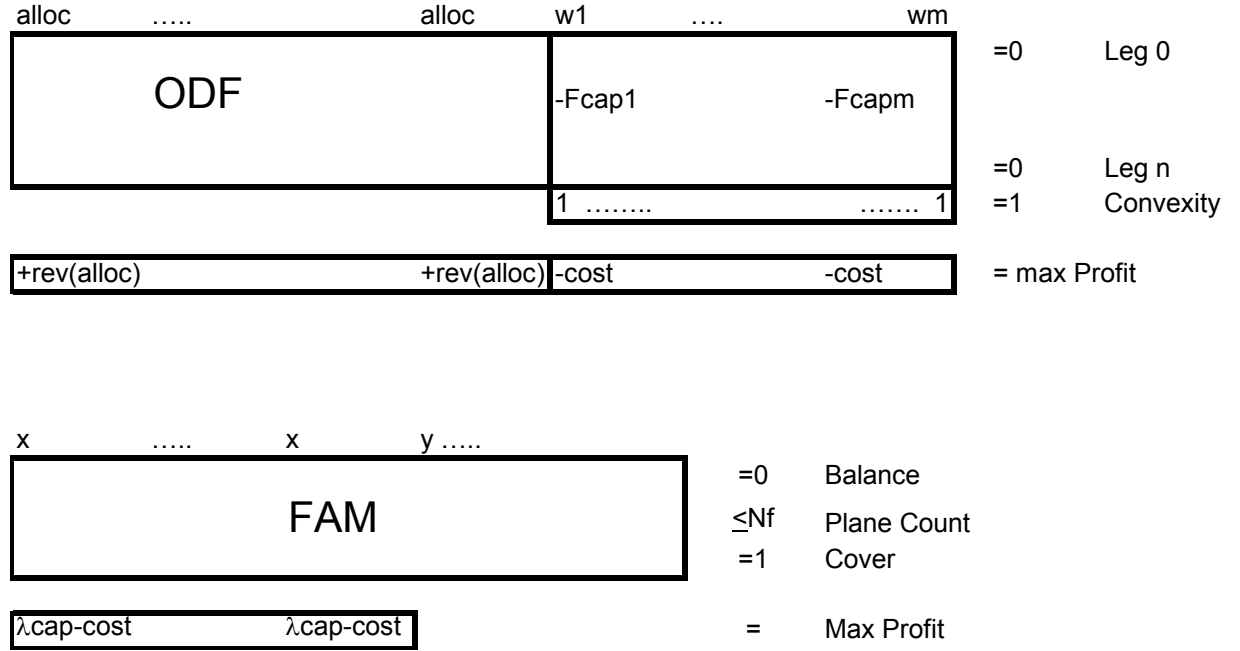 alloc ….. alloc w1 …. wm
=0 Leg 0
ODF -Fcap1 -Fcapm
=0 Leg n
1 …….. ……. 1 =1 Convexity
+rev(alloc) +rev(alloc) -cost -cost = max Profit
x ….. x y …..
=0 Balance
FAM ≤Nf Plane Count
=1 Cover
λcap-cost λcap-cost = Max Profit